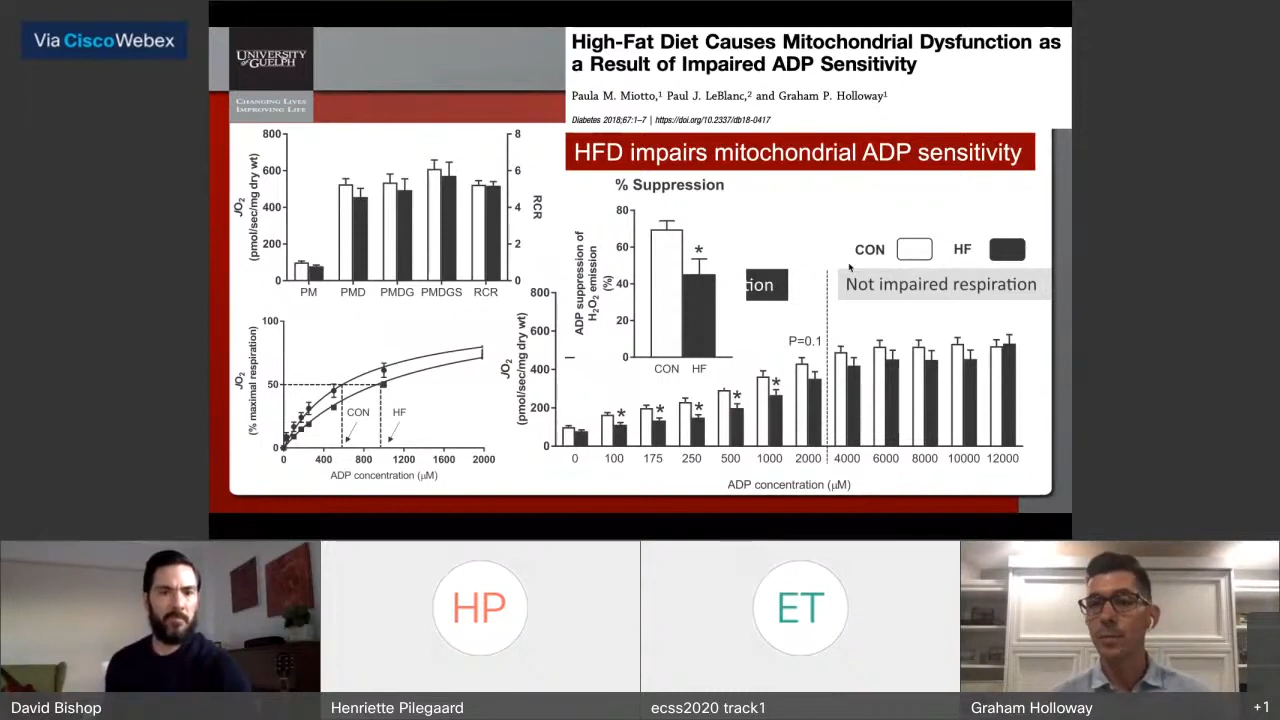 Via Cisco Webex
UNIVERSITY
OF GUELPH
CHANGING LIVES
IMPROVING LIFE
High-Fat Diet Causes Mitochondrial Dysfunction as
a Result of Impaired ADP Sensitivity
Paula M. Miotto,¹ Paul J. LeBlanc,² and Graham P. Holloway¹
Diabetes 2018;67:1–7 | https://doi.org/10.2337/db18-0417
HFD impairs mitochondrial ADP sensitivity
JO₂
(pmol/sec/mg dry wt)
800
600
400
200
0
8
6
4
2
0
RCR
PM PMD PMDG PMDGS RCR
JO₂
(% maximal respiration)
100
50
0
CON HF
0 400 800 1200 1600 2000
ADP concentration (μM)
% Suppression
ADP suppression of
H₂O₂ emission
(%)
80
60
40
20
0
*
CON HF
CON HF
tion
Not impaired respiration
JO₂
(pmol/sec/mg dry wt)
800
600
400
200
0
P=0.1
* * * * *
0 100 175 250 500 1000 2000 4000 6000 8000 10000 12000
ADP concentration (μM)
HP
ET
David Bishop
Henriette Pilegaard
ecss2020 track1
Graham Holloway
+1